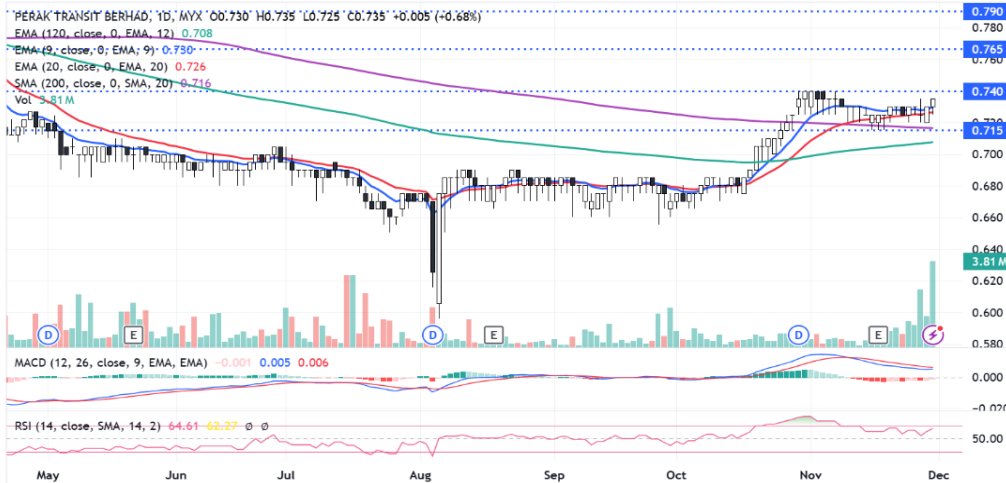 PERAK TRANSIT BERHAD, 1D, MYX O0.730 H0.735 L0.725 C0.735 +0.005 (+0.68%)
EMA (120, close, 0, EMA, 12) 0.708
EMA (9, close, 0, EMA, 9) 0.730
EMA (20, close, 0, EMA, 20) 0.726
SMA (200, close, 0, SMA, 20) 0.716
Vol 3.81 M
0.790
0.780
0.765
0.760
0.740
0.720
0.715
0.700
0.680
0.660
0.640
3.81 M
0.620
0.600
0.580
D
E
D
E
D
E
MACD (12, 26, close, 9, EMA, EMA) -0.001 0.005 0.006
0.000
-0.020
RSI (14, close, SMA, 14, 2) 64.61 62.27 ø ø
50.00
May Jun Jul Aug Sep Oct Nov Dec